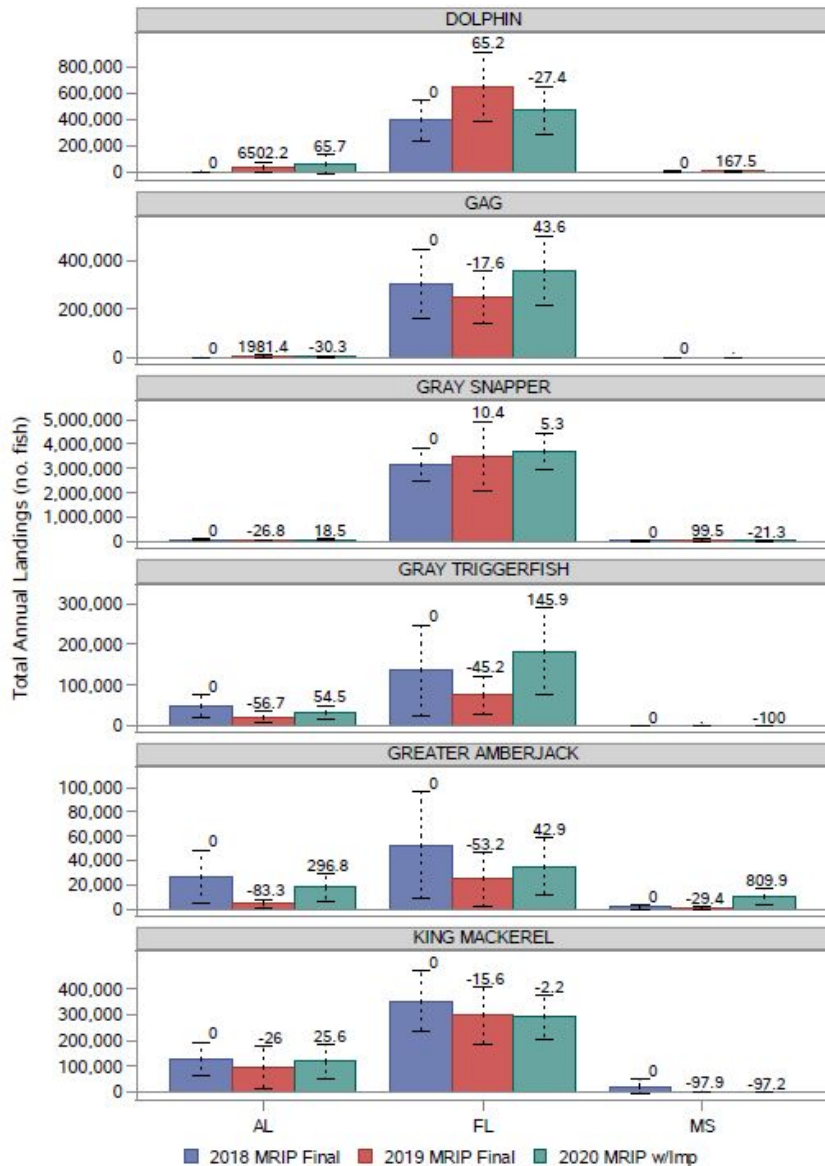 DOLPHIN
800,000
600,000
400,000
200,000
0
0 6502.2 65.7 0 65.2 -27.4 0 167.5
GAG
400,000
200,000
0
0 1981.4 -30.3 0 -17.6 43.6 0 .
GRAY SNAPPER
5,000,000
4,000,000
3,000,000
2,000,000
1,000,000
0
0 -26.8 18.5 0 10.4 5.3 0 99.5 -21.3
GRAY TRIGGERFISH
300,000
200,000
100,000
0
0 -56.7 54.5 0 -45.2 145.9 0 . -100
GREATER AMBERJACK
100,000
80,000
60,000
40,000
20,000
0
0 -83.3 296.8 0 -53.2 42.9 0 -29.4 809.9
KING MACKEREL
400,000
300,000
200,000
100,000
0
0 -26 25.6 0 -15.6 -2.2 0 -97.9 -97.2
Total Annual Landings (no. fish)
AL FL MS
2018 MRIP Final 2019 MRIP Final 2020 MRIP w/Imp